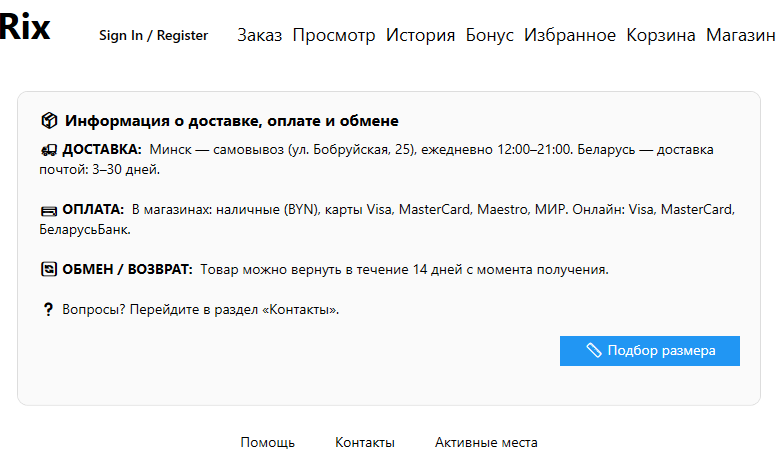 Rix
Sign In / Register
Заказ Просмотр История Бонус Избранное Корзина Магазин
Информация о доставке, оплате и обмене
ДОСТАВКА: Минск — самовывоз (ул. Бобруйская, 25), ежедневно 12:00–21:00. Беларусь — доставка
почтой: 3–30 дней.
ОПЛАТА: В магазинах: наличные (BYN), карты Visa, MasterCard, Maestro, МИР. Онлайн: Visa, MasterCard,
БеларусьБанк.
ОБМЕН / ВОЗВРАТ: Товар можно вернуть в течение 14 дней с момента получения.
? Вопросы? Перейдите в раздел «Контакты».
Подбор размера
Помощь Контакты Активные места